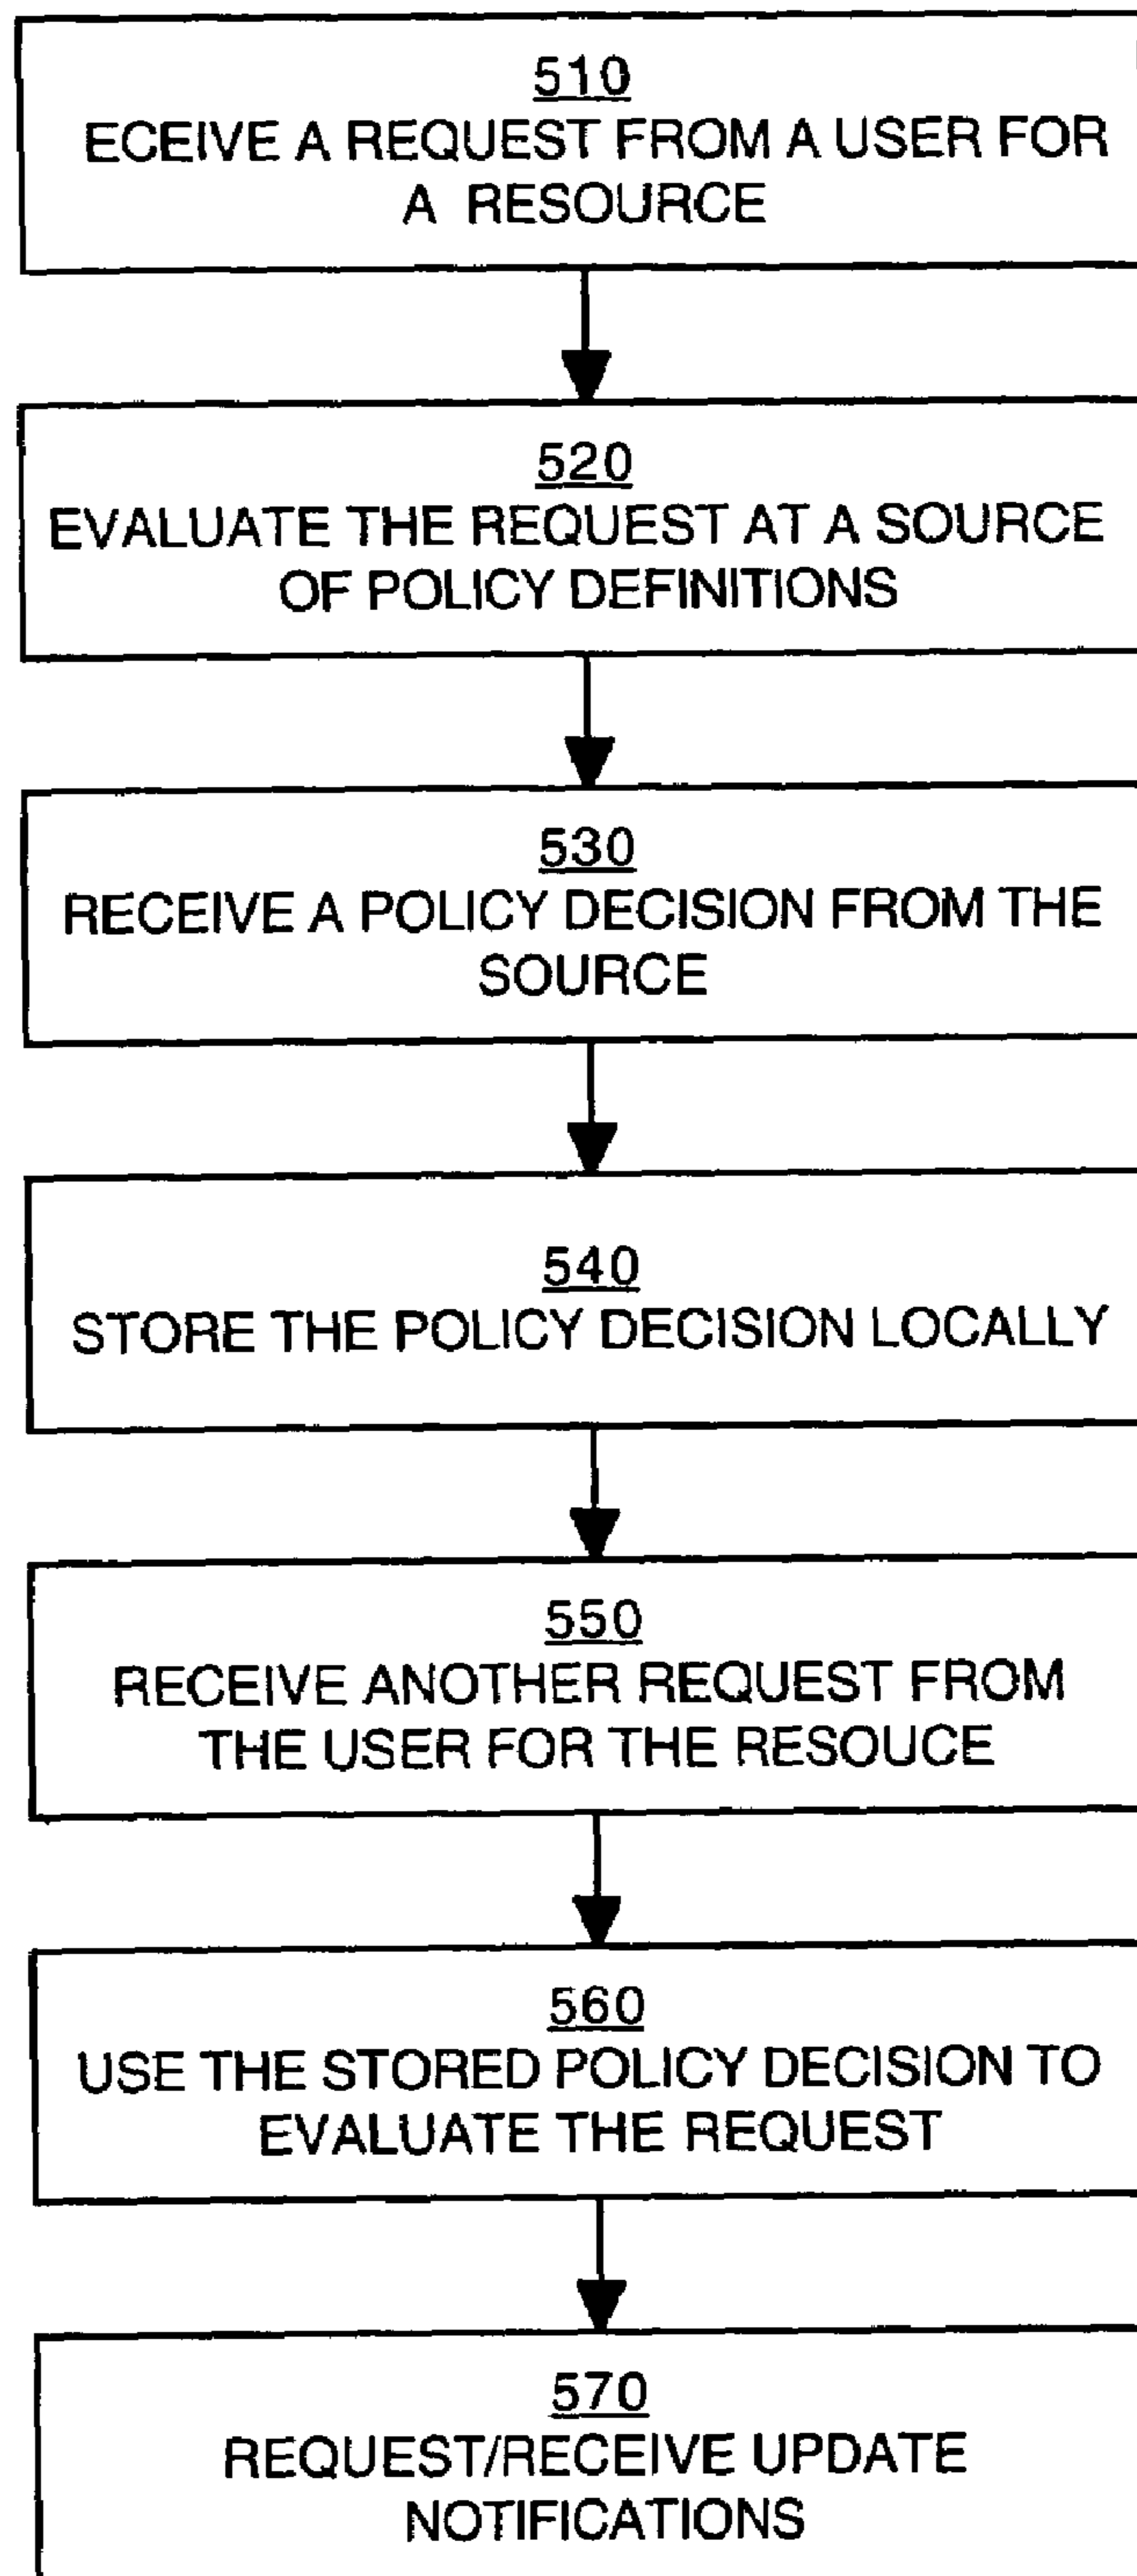 510
ECEIVE A REQUEST FROM A USER FOR
A RESOURCE
520
EVALUATE THE REQUEST AT A SOURCE
OF POLICY DEFINITIONS
530
RECEIVE A POLICY DECISION FROM THE
SOURCE
540
STORE THE POLICY DECISION LOCALLY
550
RECEIVE ANOTHER REQUEST FROM
THE USER FOR THE RESOUCE
560
USE THE STORED POLICY DECISION TO
EVALUATE THE REQUEST
570
REQUEST/RECEIVE UPDATE
NOTIFICATIONS